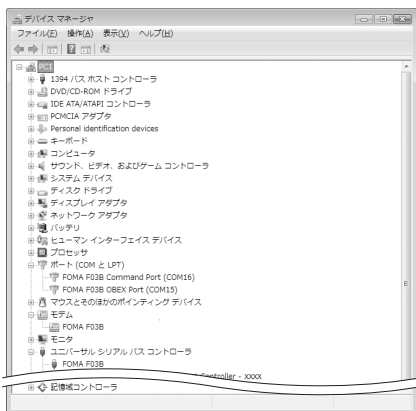 デバイス マネージャ
ファイル(F) 操作(A) 表示(V) ヘルプ(H)
PC1
1394 バス ホスト コントローラ
DVD/CD-ROM ドライブ
IDE ATA/ATAPI コントローラ
PCMCIA アダプタ
Personal identification devices
キーボード
コンピュータ
サウンド、ビデオ、およびゲーム コントローラ
システム デバイス
ディスク ドライブ
ディスプレイ アダプタ
ネットワーク アダプタ
バッテリ
ヒューマン インターフェイス デバイス
プロセッサ
ポート (COM と LPT)
FOMA F03B Command Port (COM16)
FOMA F03B OBEX Port (COM15)
マウスとそのほかのポインティング デバイス
モデム
FOMA F03B
モニタ
ユニバーサル シリアル バス コントローラ
FOMA F03B
Controller - xxxx
記憶域コントローラ